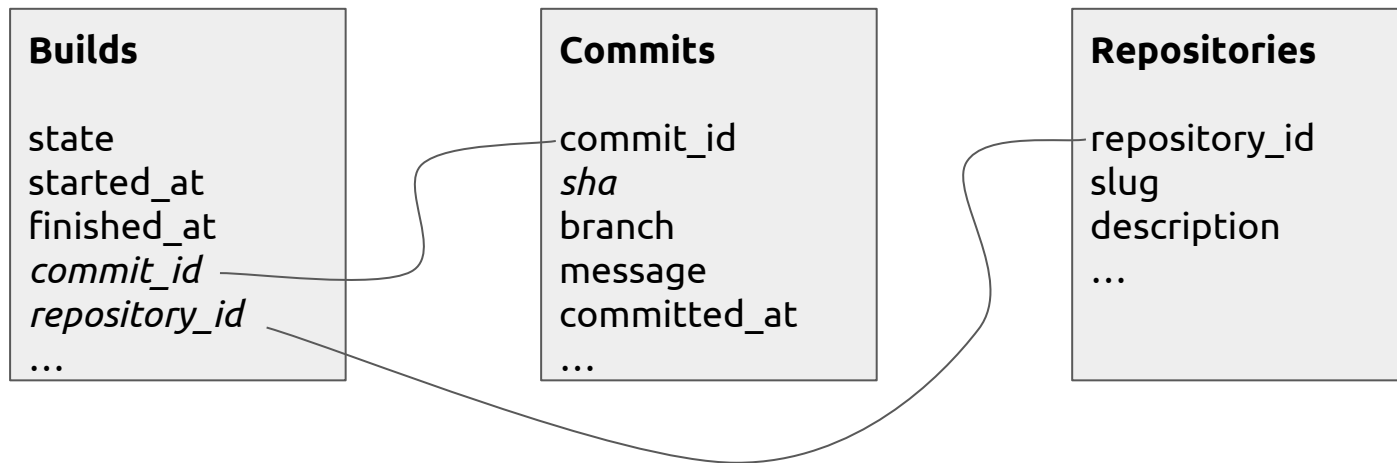 Builds
state
started_at
finished_at
commit_id
repository_id
…
Commits
commit_id
sha
branch
message
committed_at
…
Repositories
repository_id
slug
description
…